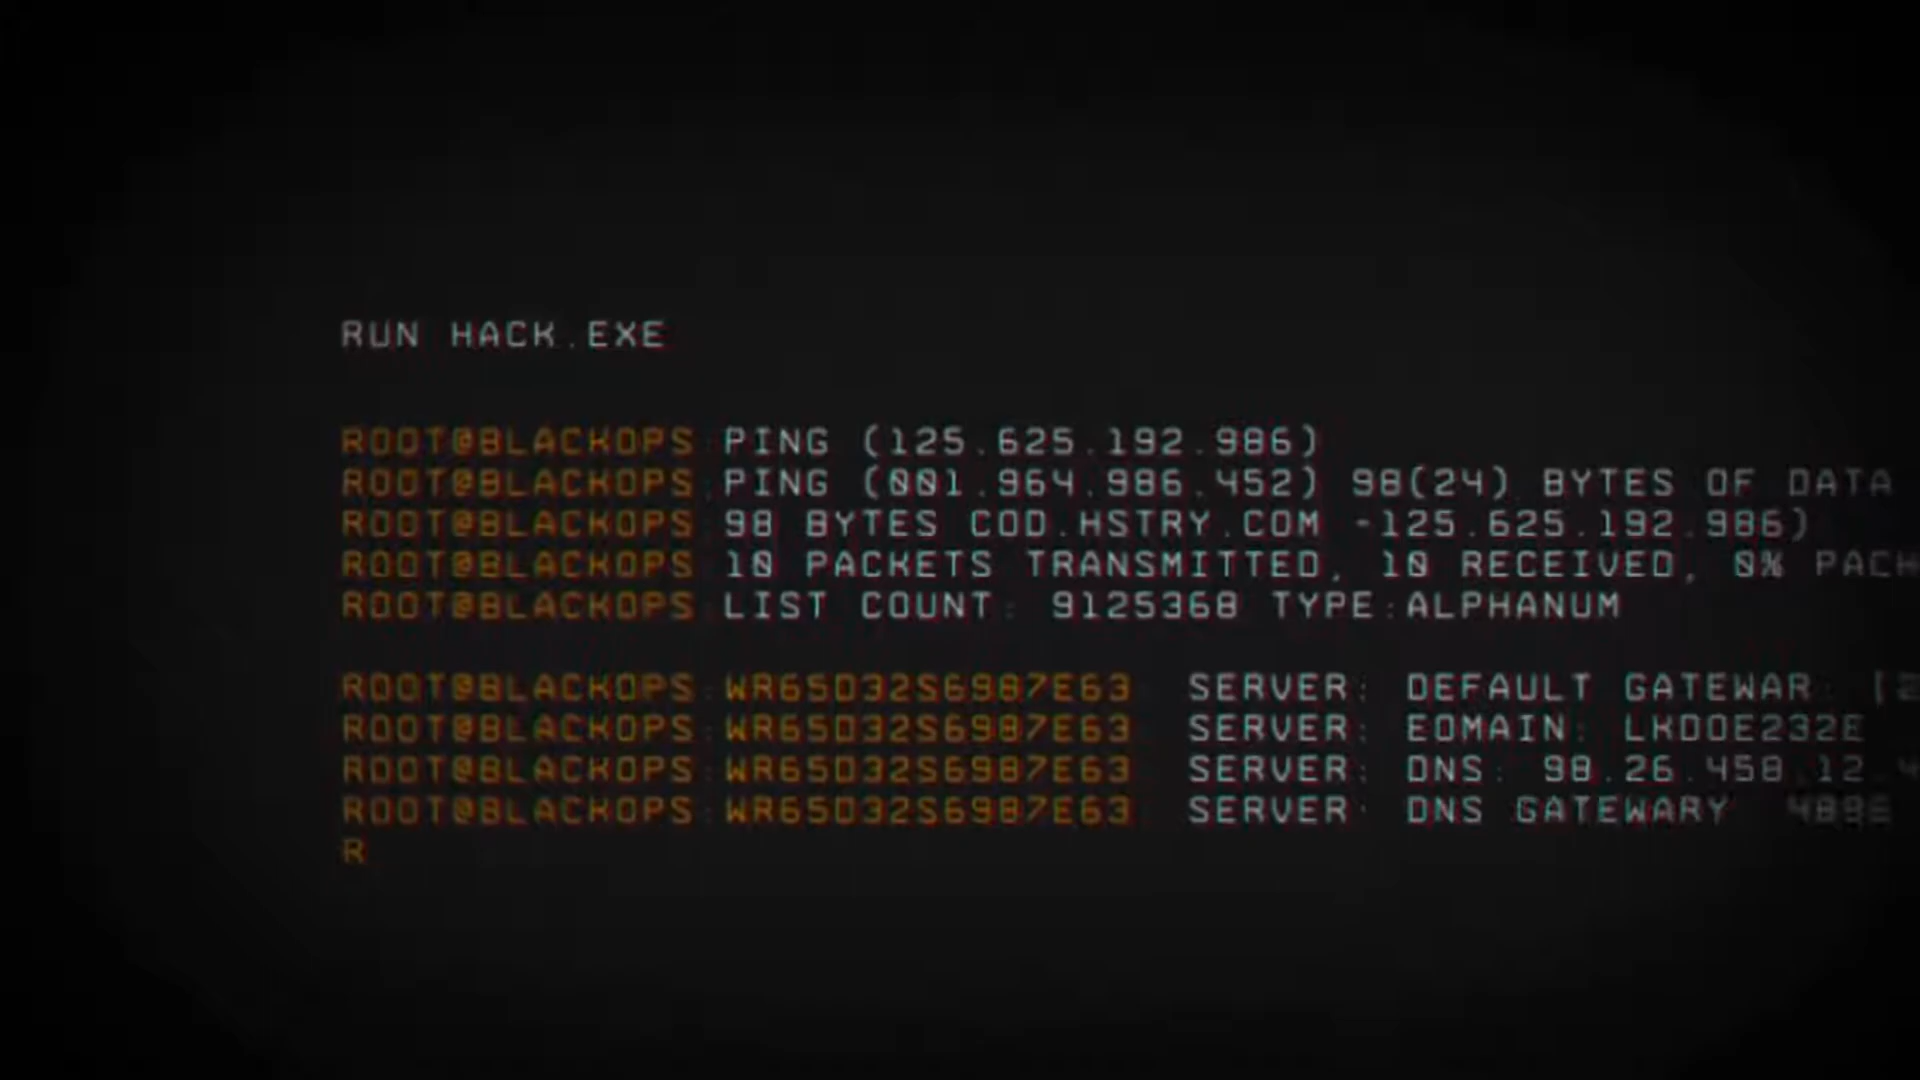 RUN HACK.EXE
ROOT@BLACKOPS:PING (125.625.192.986)
ROOT@BLACKOPS:PING (001.964.986.452) 98(24) BYTES OF DATA
ROOT@BLACKOPS:98 BYTES COD.HSTRY.COM -125.625.192.986)
ROOT@BLACKOPS:10 PACKETS TRANSMITTED, 10 RECEIVED, 0% PACK
ROOT@BLACKOPS:LIST COUNT: 9125368 TYPE:ALPHANUM
ROOT@BLACKOPS:WR65D32S6987E63 SERVER: DEFAULT GATEWAR: [2
ROOT@BLACKOPS:WR65D32S6987E63 SERVER: EOMAIN: LKDOE232E
ROOT@BLACKOPS:WR65D32S6987E63 SERVER: DNS: 98.26.458.12.4
ROOT@BLACKOPS:WR65D32S6987E63 SERVER: DNS GATEWARY
R